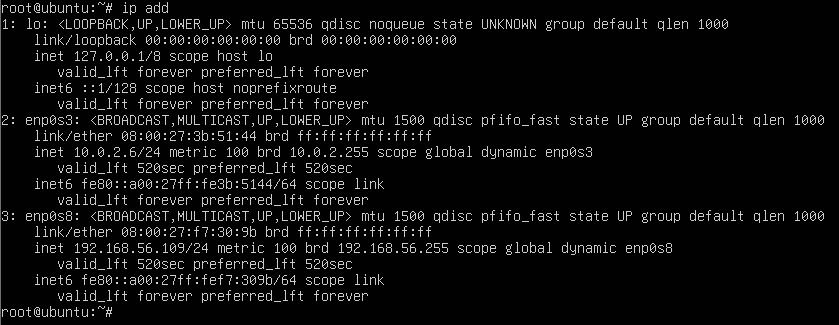 root@ubuntu:~# ip add
1: lo: <LOOPBACK,UP,LOWER_UP> mtu 65536 qdisc noqueue state UNKNOWN group default qlen 1000
    link/loopback 00:00:00:00:00:00 brd 00:00:00:00:00:00
    inet 127.0.0.1/8 scope host lo
       valid_lft forever preferred_lft forever
    inet6 ::1/128 scope host noprefixroute
       valid_lft forever preferred_lft forever
2: enp0s3: <BROADCAST,MULTICAST,UP,LOWER_UP> mtu 1500 qdisc pfifo_fast state UP group default qlen 1000
    link/ether 08:00:27:3b:51:44 brd ff:ff:ff:ff:ff:ff
    inet 10.0.2.6/24 metric 100 brd 10.0.2.255 scope global dynamic enp0s3
       valid_lft 520sec preferred_lft 520sec
    inet6 fe80::a00:27ff:fe3b:5144/64 scope link
       valid_lft forever preferred_lft forever
3: enp0s8: <BROADCAST,MULTICAST,UP,LOWER_UP> mtu 1500 qdisc pfifo_fast state UP group default qlen 1000
    link/ether 08:00:27:f7:30:9b brd ff:ff:ff:ff:ff:ff
    inet 192.168.56.109/24 metric 100 brd 192.168.56.255 scope global dynamic enp0s8
       valid_lft 520sec preferred_lft 520sec
    inet6 fe80::a00:27ff:fef7:309b/64 scope link
       valid_lft forever preferred_lft forever
root@ubuntu:~#